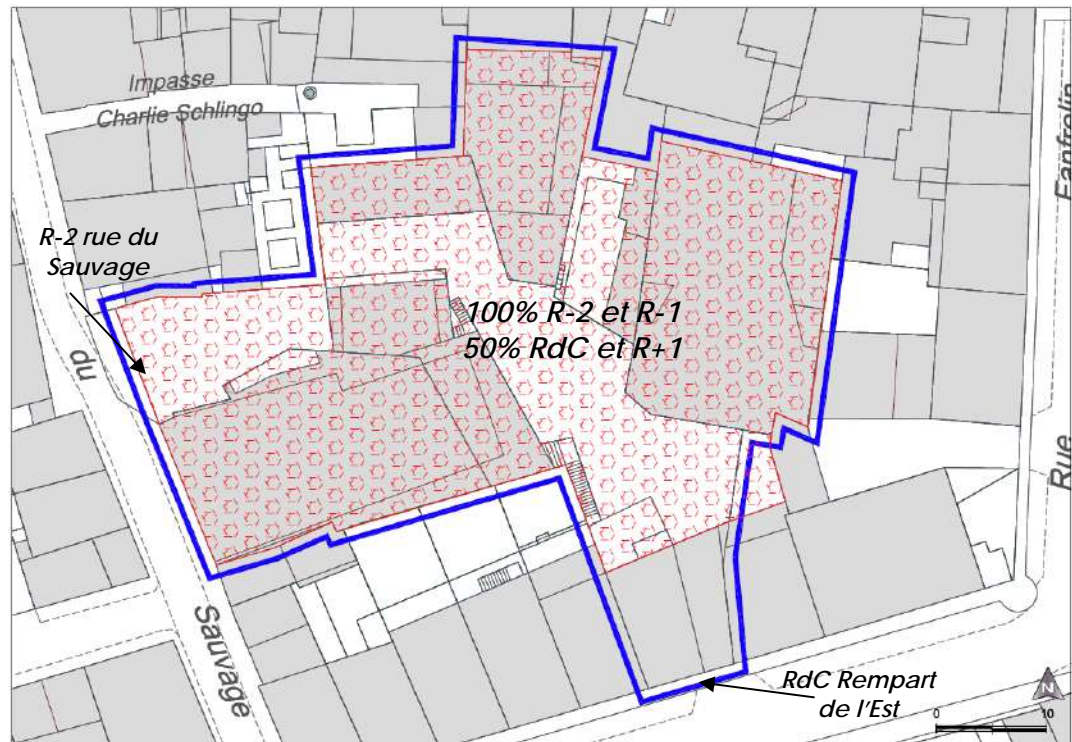 Impasse
Charlie Schlingo
Fanfrelin
R-2 rue du
Sauvage
100% R-2 et R-1
50% RdC et R+1
du
Rue
Sauvage
RdC Rempart
de l'Est
N
0
10